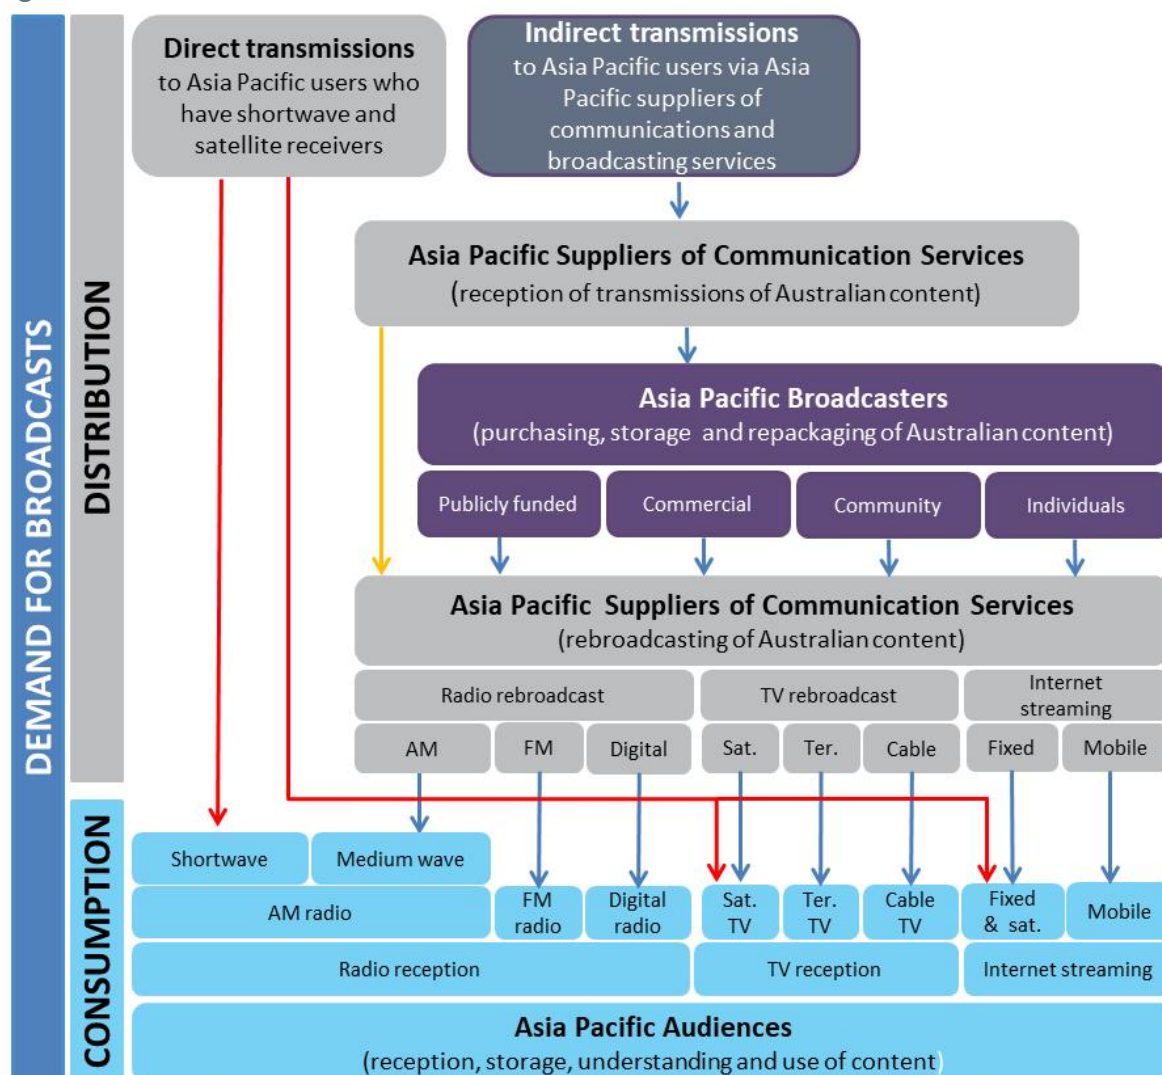 DEMAND FOR BROADCASTS
DISTRIBUTION
Direct transmissions
to Asia Pacific users who
have shortwave and
satellite receivers
Indirect transmissions
to Asia Pacific users via Asia
Pacific suppliers of
communications and
broadcasting services
Asia Pacific Suppliers of Communication Services
(reception of transmissions of Australian content)
Asia Pacific Broadcasters
(purchasing, storage and repackaging of Australian content)
Publicly funded
Commercial
Community
Individuals
Asia Pacific Suppliers of Communication Services
(rebroadcasting of Australian content)
Radio rebroadcast
TV rebroadcast
Internet
streaming
AM
FM
Digital
Sat.
Ter.
Cable
Fixed
Mobile
CONSUMPTION
Shortwave
Medium wave
AM radio
FM
radio
Digital
radio
Sat.
TV
Ter.
TV
Cable
TV
Fixed
& sat.
Mobile
Radio reception
TV reception
Internet streaming
Asia Pacific Audiences
(reception, storage, understanding and use of content)